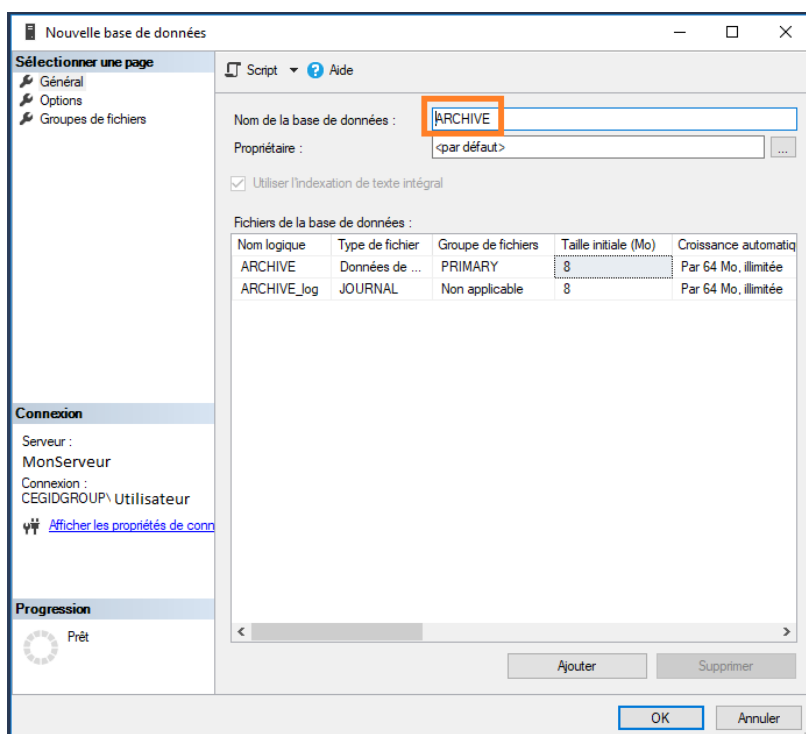 Nouvelle base de données
Sélectionner une page
Général
Options
Groupes de fichiers
Script Aide
Nom de la base de données : ARCHIVE
Propriétaire : <par défaut> ...
Utiliser l'indexation de texte intégral
Fichiers de la base de données :
Nom logique Type de fichier Groupe de fichiers Taille initiale (Mo) Croissance automatiq
ARCHIVE Données de ... PRIMARY 8 Par 64 Mo, illimitée
ARCHIVE_log JOURNAL Non applicable 8 Par 64 Mo, illimitée
Connexion
Serveur :
MonServeur
Connexion :
CEGIDGROUP\ Utilisateur
Afficher les propriétés de conn
Progression
Prêt
Ajouter Supprimer
OK Annuler